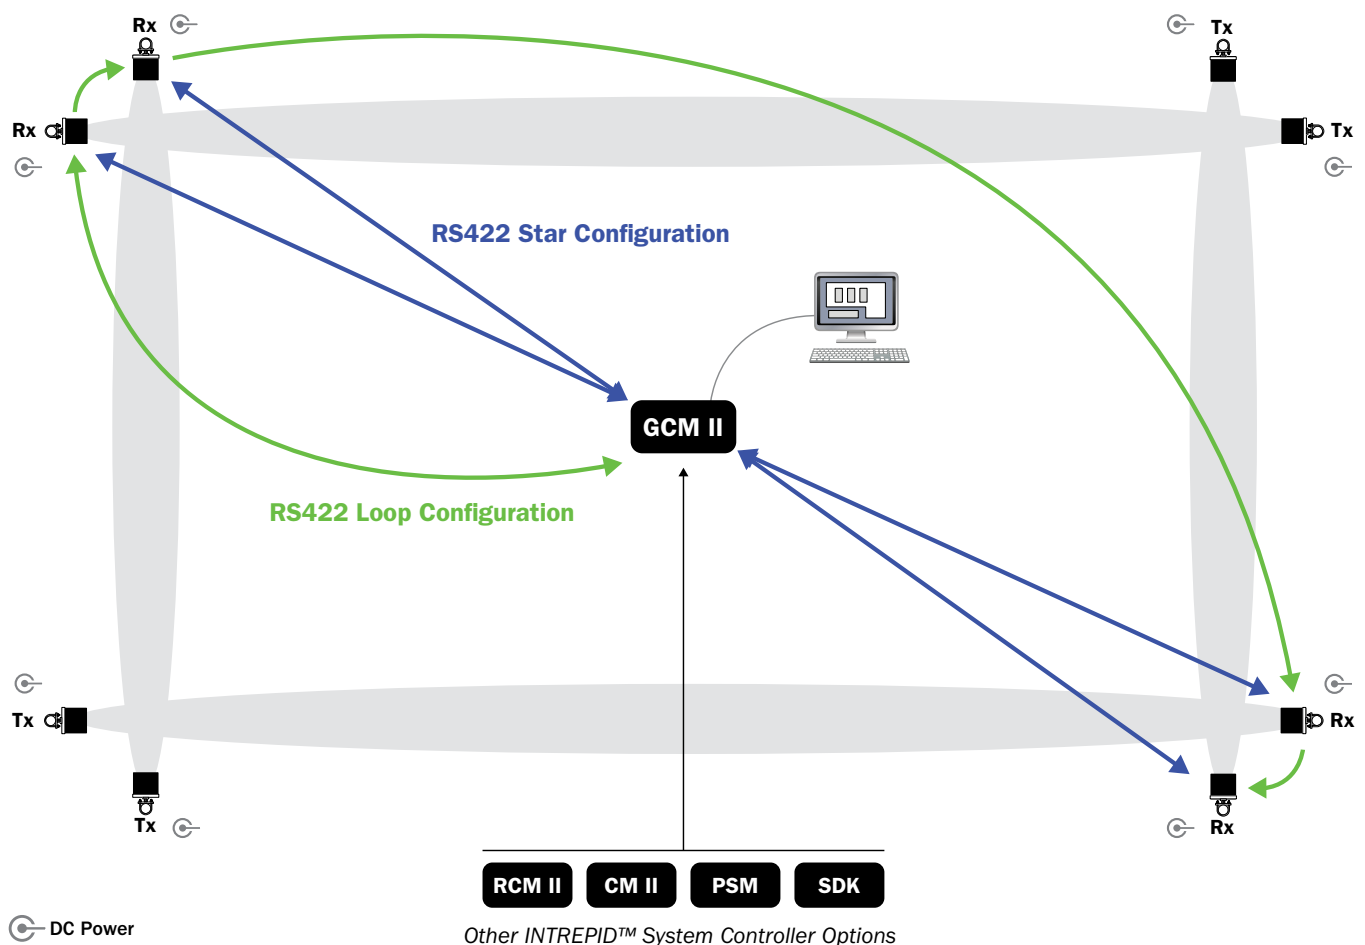 Rx
Tx
Rx
Tx
RS422 Star Configuration
GCM II
RS422 Loop Configuration
Tx
Rx
Tx
Rx
RCM II
CM II
PSM
SDK
DC Power
Other INTREPID™ System Controller Options